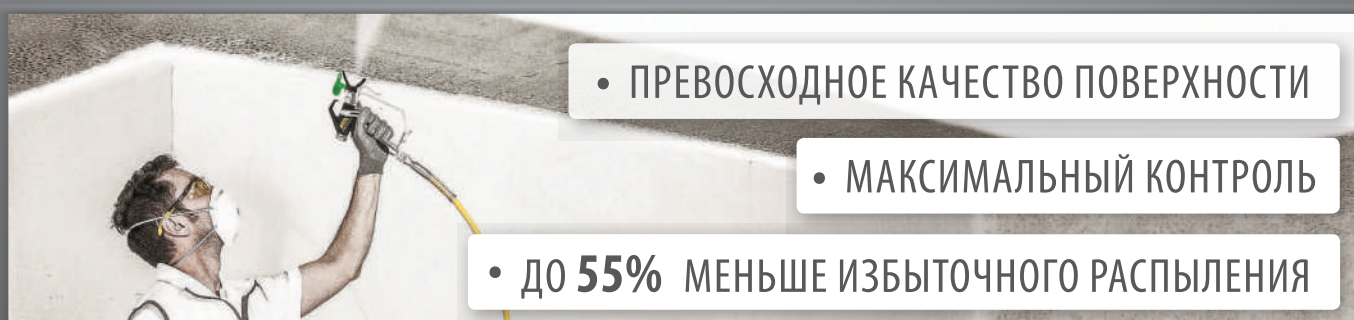 • ПРЕВОСХОДНОЕ КАЧЕСТВО ПОВЕРХНОСТИ
• МАКСИМАЛЬНЫЙ КОНТРОЛЬ
• ДО 55% МЕНЬШЕ ИЗБЫТОЧНОГО РАСПЫЛЕНИЯ